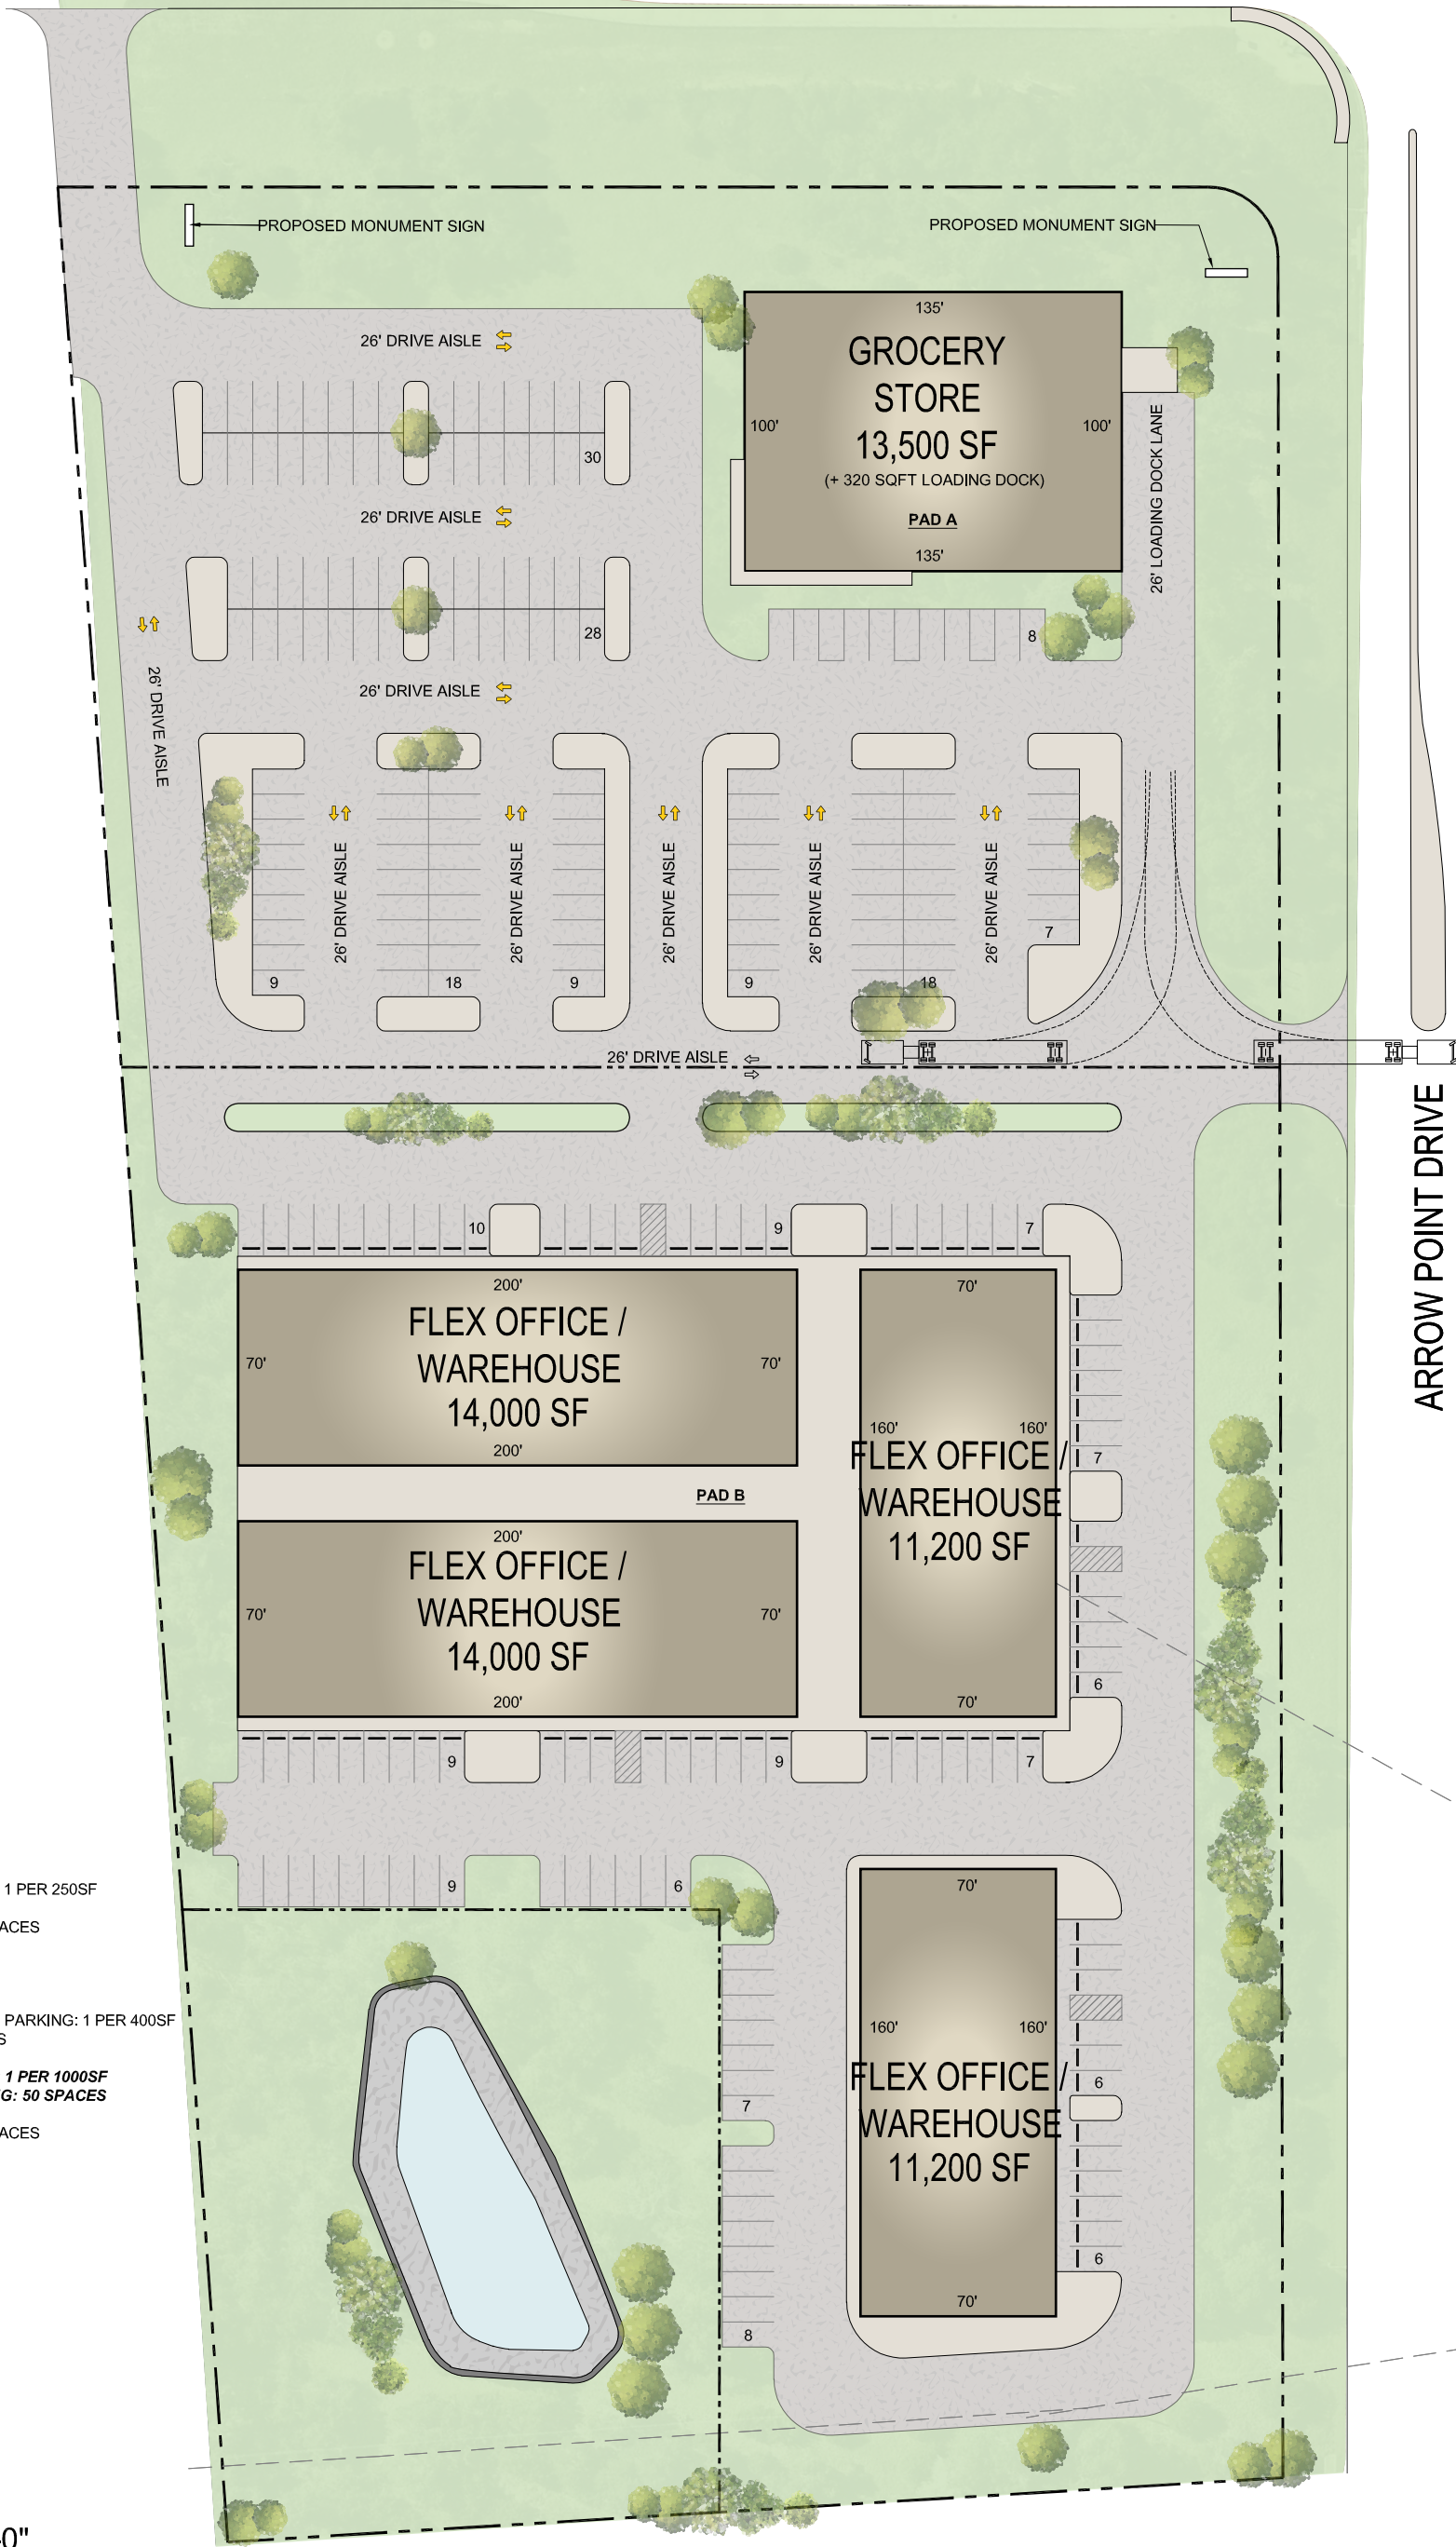 PROPOSED MONUMENT SIGN
PROPOSED MONUMENT SIGN
135'
26' DRIVE AISLE
GROCERY
STORE
13,500 SF
(+ 320 SQFT LOADING DOCK)
PAD A
100'
100'
135'
26' LOADING DOCK LANE
30
26' DRIVE AISLE
28
8
26' DRIVE AISLE
26' DRIVE AISLE
26' DRIVE AISLE
26' DRIVE AISLE
26' DRIVE AISLE
26' DRIVE AISLE
26' DRIVE AISLE
7
9
18
9
9
18
26' DRIVE AISLE
ARROW POINT DRIVE
10
9
7
200'
FLEX OFFICE /
WAREHOUSE
14,000 SF
70'
70'
200'
70'
160'
160'
FLEX OFFICE /
WAREHOUSE
11,200 SF
70'
7
6
PAD B
200'
FLEX OFFICE /
WAREHOUSE
14,000 SF
70'
70'
200'
9
9
7
9
6
1 PER 250SF
ACES
PARKING: 1 PER 400SF
S
1 PER 1000SF
G: 50 SPACES
ACES
70'
160'
160'
FLEX OFFICE /
WAREHOUSE
11,200 SF
70'
6
6
7
8
0"